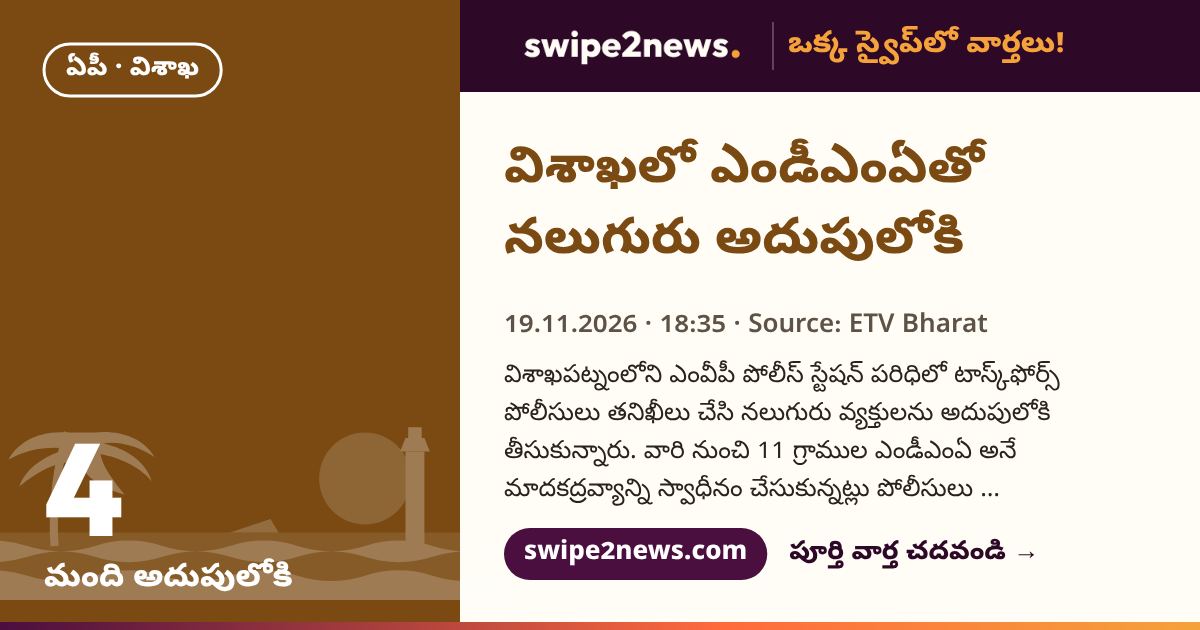 ఏపీ · విశాఖ
4
మంది అదుపులోకి
swipe2news.
ఒక్క స్వైప్‌లో వార్తలు!
విశాఖలో ఎండీఎంఏతో
నలుగురు అదుపులోకి
19.11.2026 · 18:35 · Source: ETV Bharat
విశాఖపట్నంలోని ఎంవీపీ పోలీస్ స్టేషన్ పరిధిలో టాస్క్‌ఫోర్స్
పోలీసులు తనిఖీలు చేసి నలుగురు వ్యక్తులను అదుపులోకి
తీసుకున్నారు. వారి నుంచి 11 గ్రాముల ఎండీఎంఏ అనే
మాదకద్రవ్యాన్ని స్వాధీనం చేసుకున్నట్లు పోలీసులు ...
swipe2news.com
పూర్తి వార్త చదవండి →